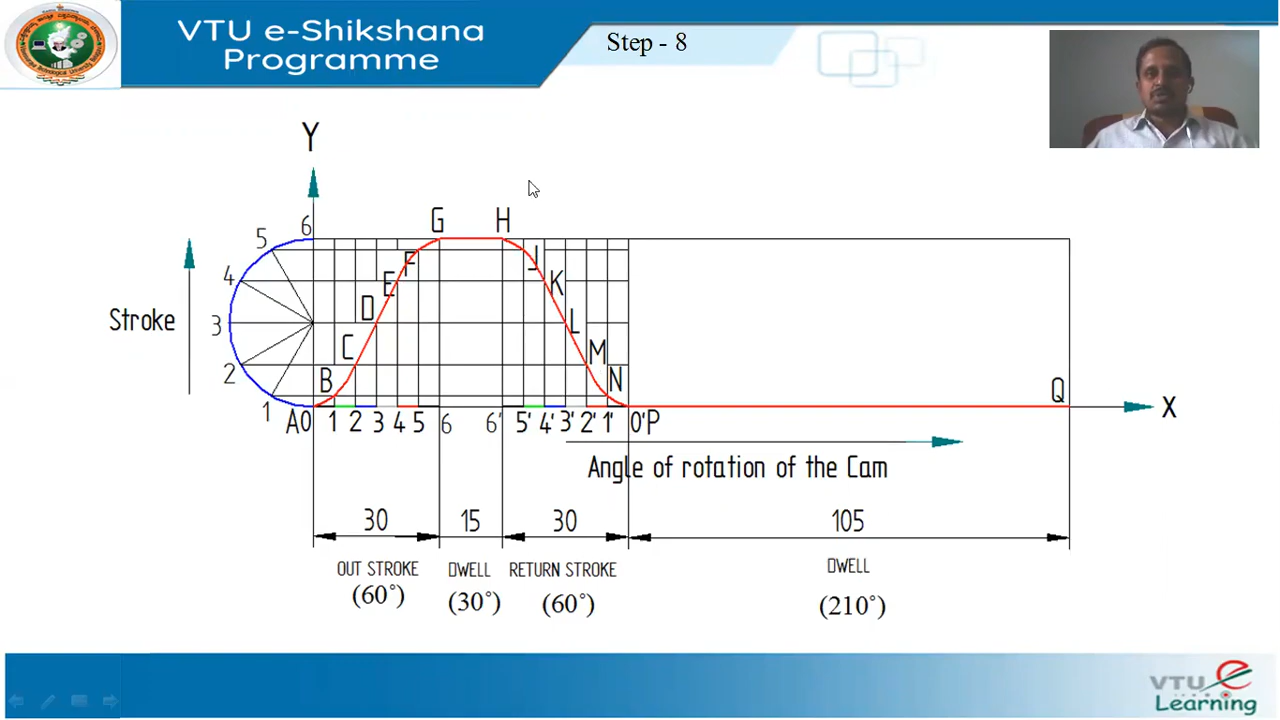 VTU e-Shikshana
Programme
Step - 8
Y
G
H
6
5
F
J
4
E
K
D
Stroke
3
L
C
M
2
B
N
Q
1
A0
1
2
3
4
5
6
6'
5'
4'
3'
2'
1'
0'P
X
Angle of rotation of the Cam
30
15
30
105
OUT STROKE
DWELL
RETURN STROKE
DWELL
(60°)
(30°)
(60°)
(210°)
VTU e
Learning